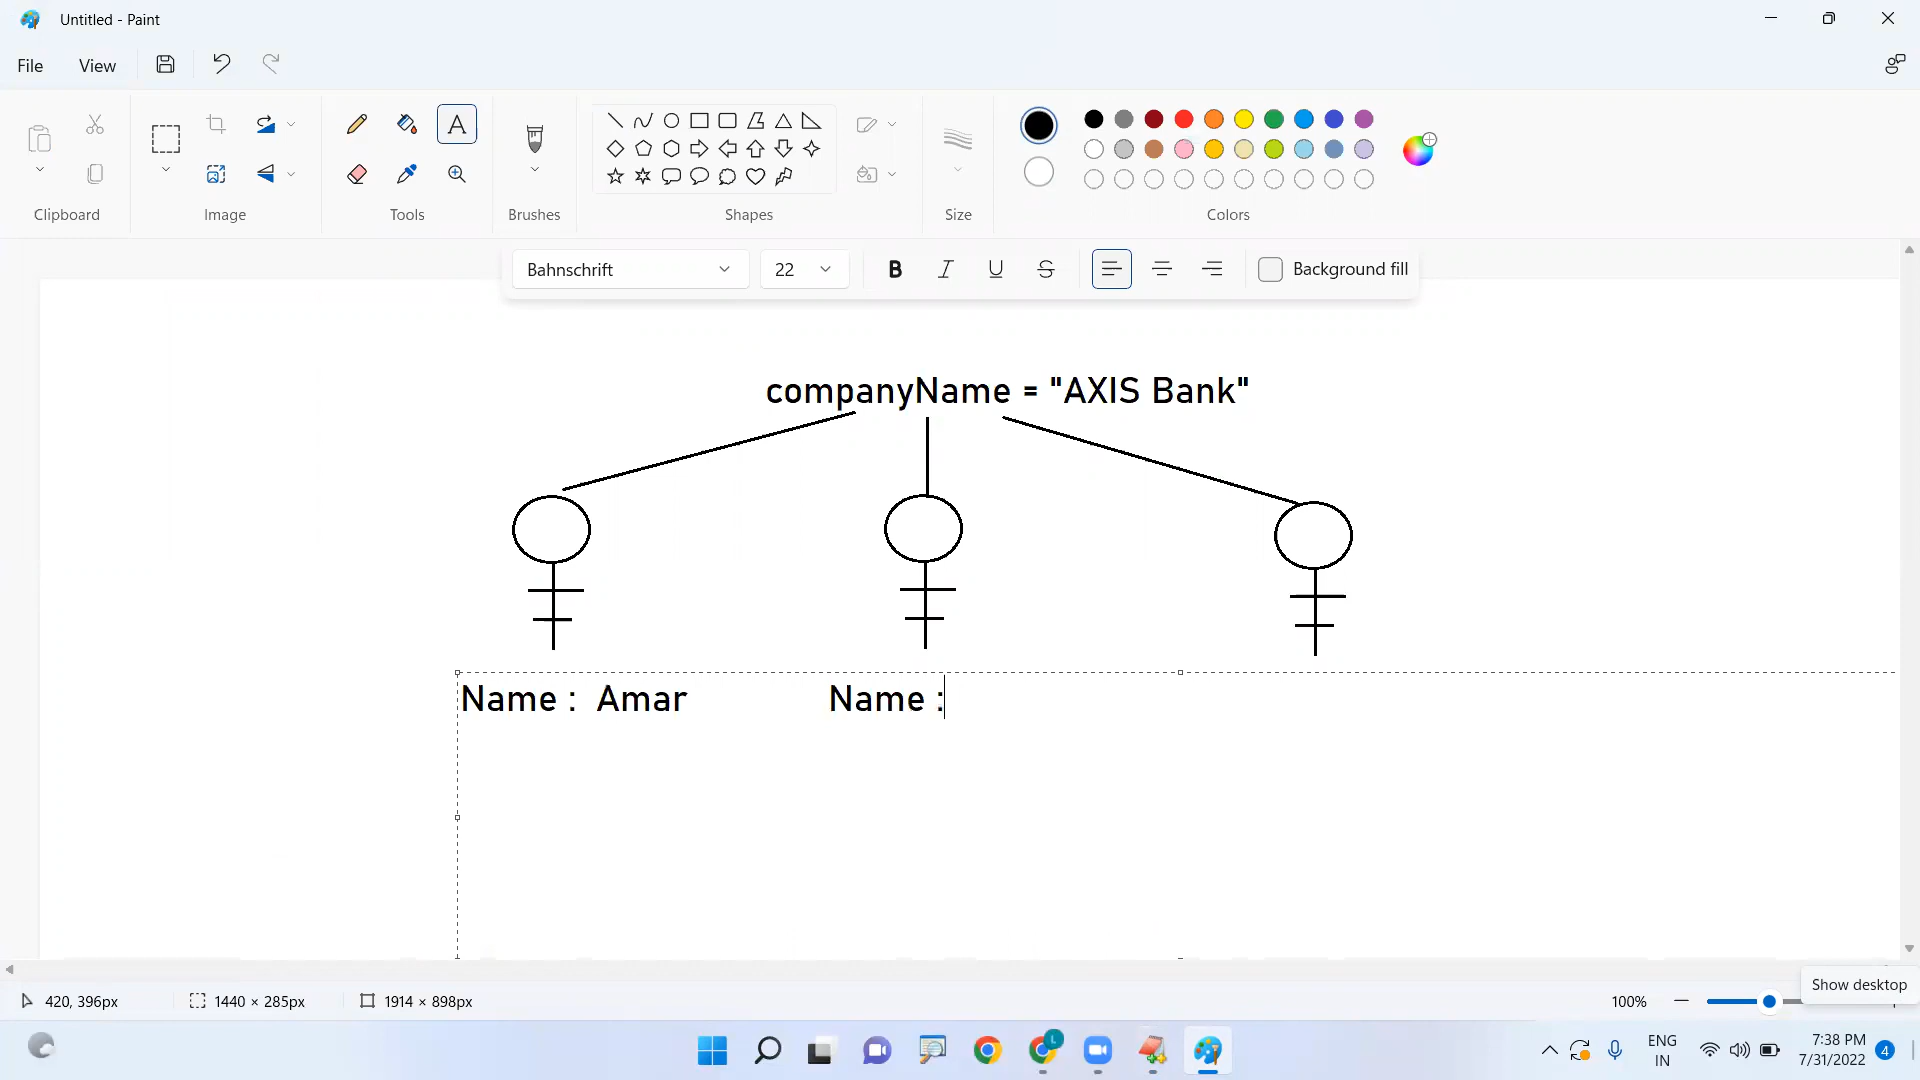 Untitled - Paint
File View
Clipboard Image Tools Brushes Shapes Size Colors
Bahnschrift 22 B I U S Background fill
companyName = "AXIS Bank"
Name : Amar Name :
Show desktop
420, 396px 1440 × 285px 1914 × 898px 100%
ENG 7:38 PM
IN 7/31/2022 4